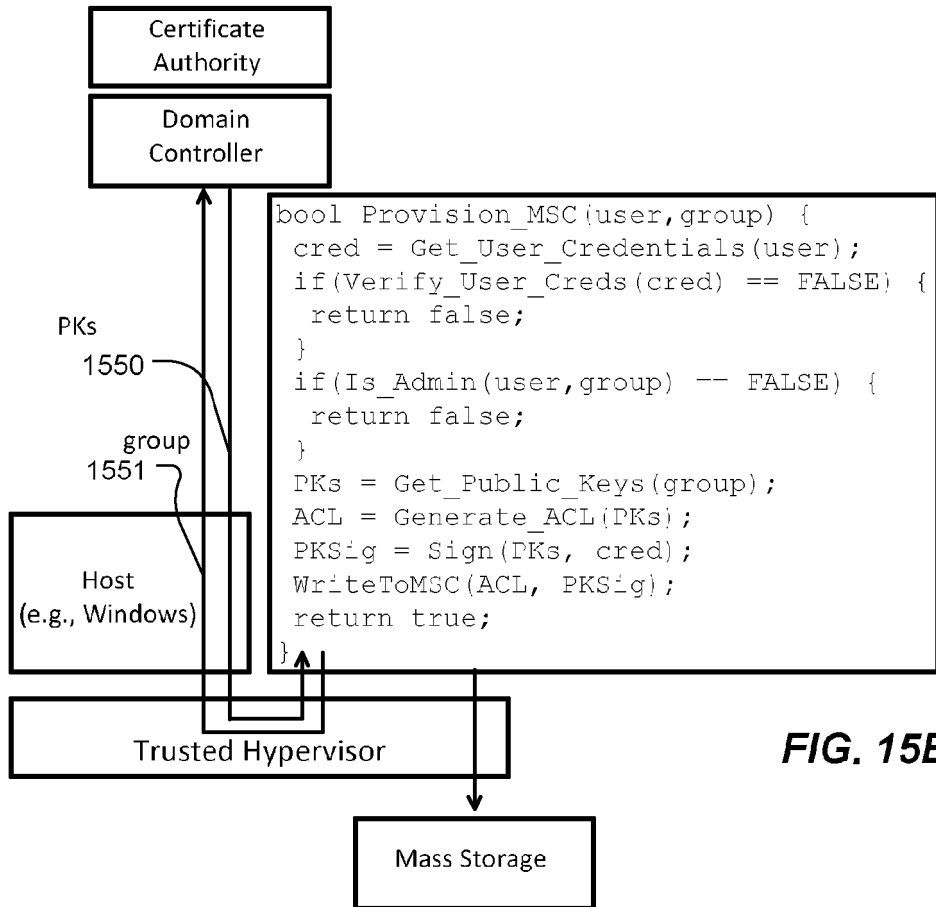 Certificate
Authority
Domain
Controller
bool Provision_MSC(user,group) {
cred = Get_User_Credentials(user);
if(Verify_User_Creds(cred) == FALSE) {
return false;
}
if(Is_Admin(user,group) == FALSE) {
return false;
}
PKs = Get_Public_Keys(group);
ACL = Generate_ACL(PKs);
PKSig = Sign(PKs, cred);
WriteToMSC(ACL, PKSig);
return true;
}
PKs
1550
group
1551
Host
(e.g., Windows)
Trusted Hypervisor
FIG. 15B
Mass Storage